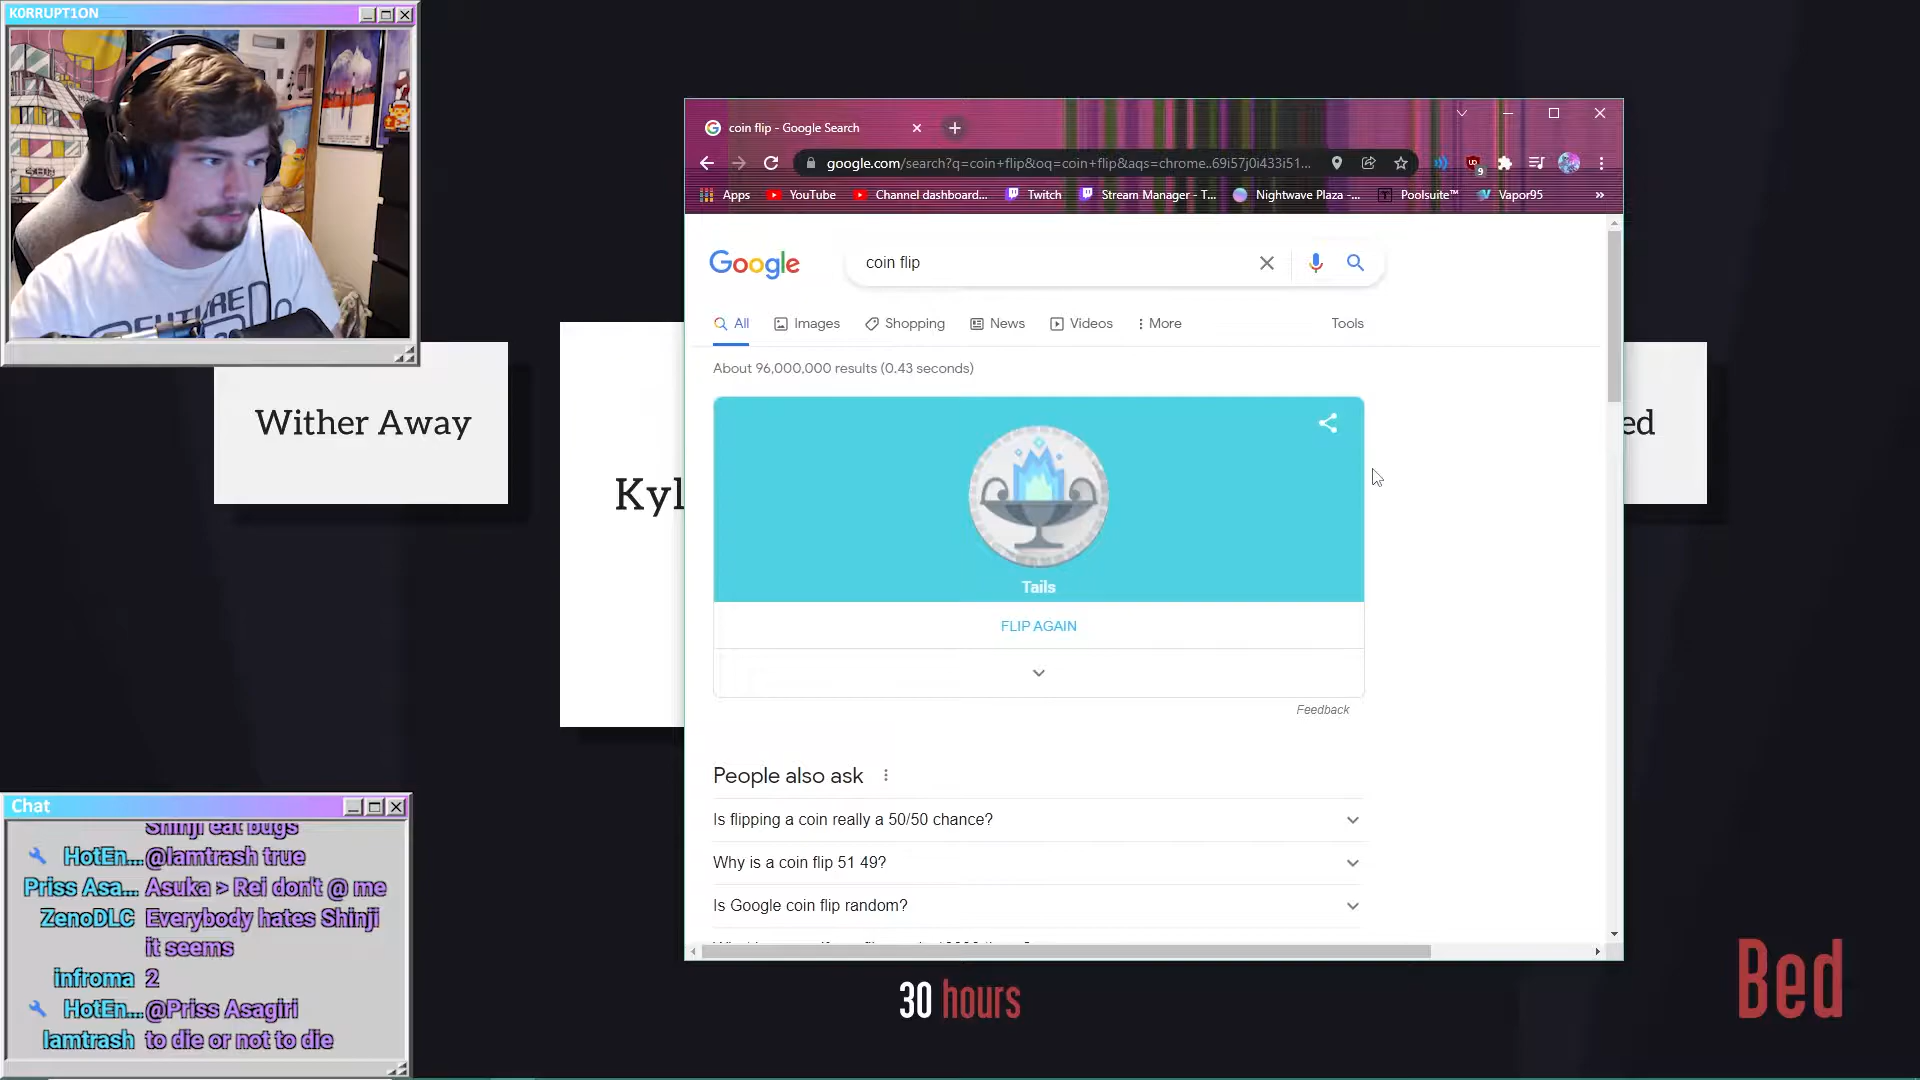 K0RRUPT1ON
coin flip - Google Search
google.com/search?q=coin+flip&oq=coin+flip&aqs=chrome..69i57j0i433i51...
9
Apps
YouTube
Channel dashboard...
Twitch
Stream Manager - T...
Nightwave Plaza -...
Poolsuite™
Vapor95
»
Google
coin flip
All
Images
Shopping
News
Videos
More
Tools
About 96,000,000 results (0.43 seconds)
Wither Away
Kyl
ed
Tails
FLIP AGAIN
Feedback
People also ask
Is flipping a coin really a 50/50 chance?
Why is a coin flip 51 49?
Is Google coin flip random?
Chat
Shinji eat bugs
HotEn... @Iamtrash true
Priss Asa... Asuka > Rei don't @ me
ZenoDLC Everybody hates Shinji
it seems
infroma 2
HotEn... @Priss Asagiri
Iamtrash to die or not to die
30 hours
Bed